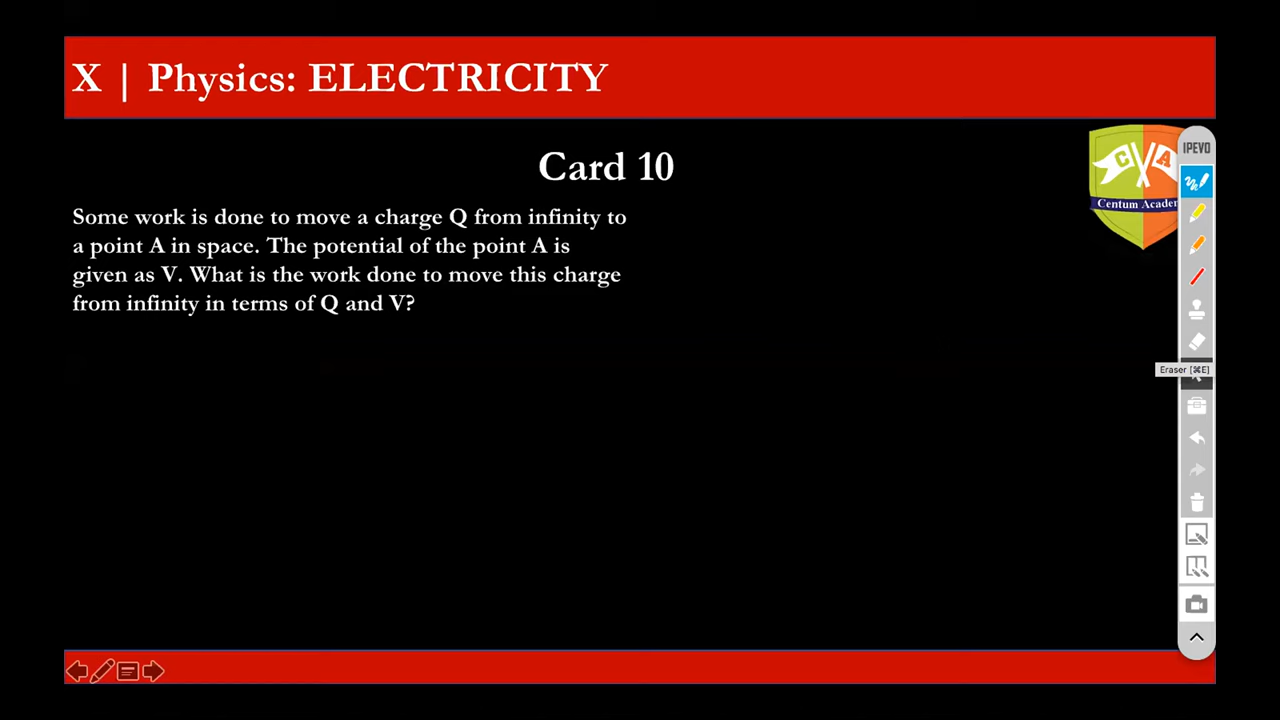 X | Physics: ELECTRICITY
Card 10
Some work is done to move a charge Q from infinity to
a point A in space. The potential of the point A is
given as V. What is the work done to move this charge
from infinity in terms of Q and V?
C A
Centum Academ
IPEVO
Eraser [⌘E]